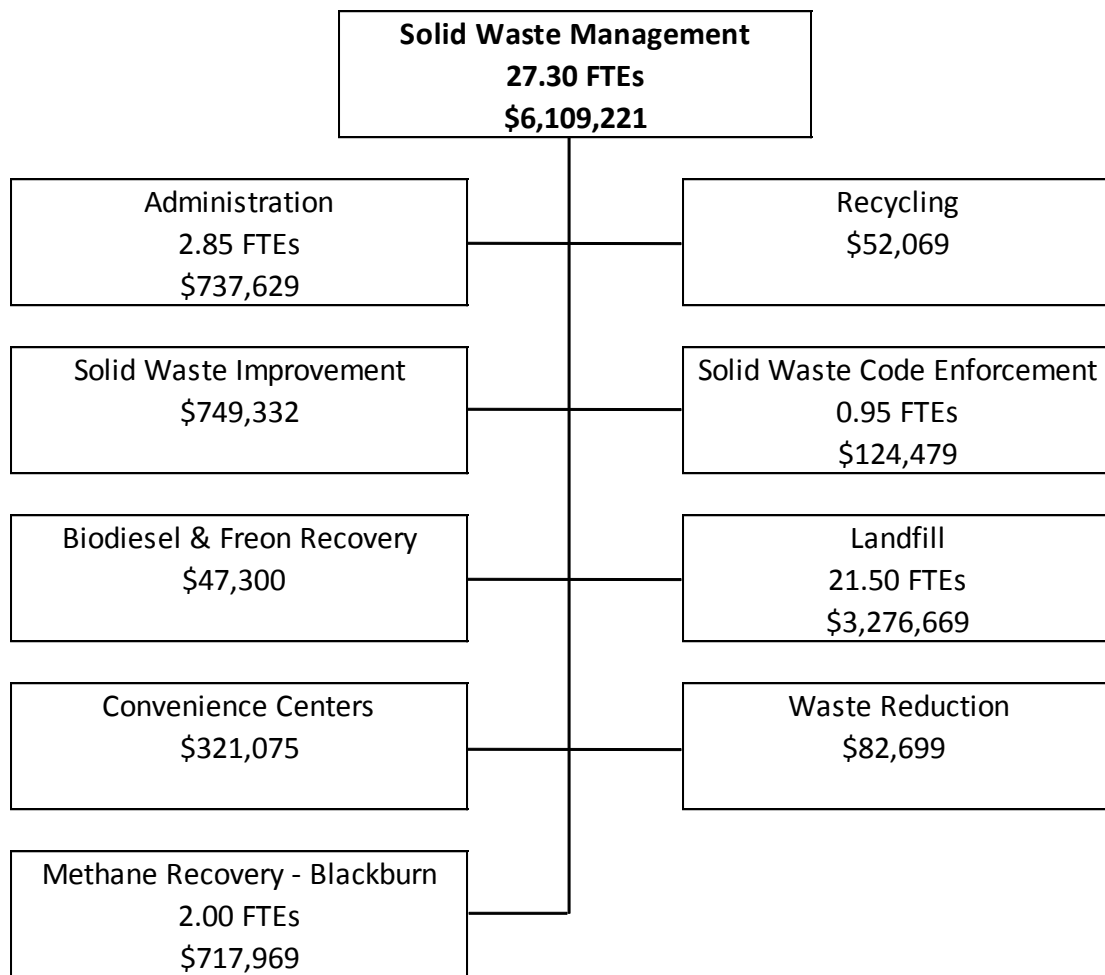 Solid Waste Management
27.30 FTEs
$6,109,221
Administration
2.85 FTEs
$737,629
Recycling
$52,069
Solid Waste Improvement
$749,332
Solid Waste Code Enforcement
0.95 FTEs
$124,479
Biodiesel & Freon Recovery
$47,300
Landfill
21.50 FTEs
$3,276,669
Convenience Centers
$321,075
Waste Reduction
$82,699
Methane Recovery - Blackburn
2.00 FTEs
$717,969